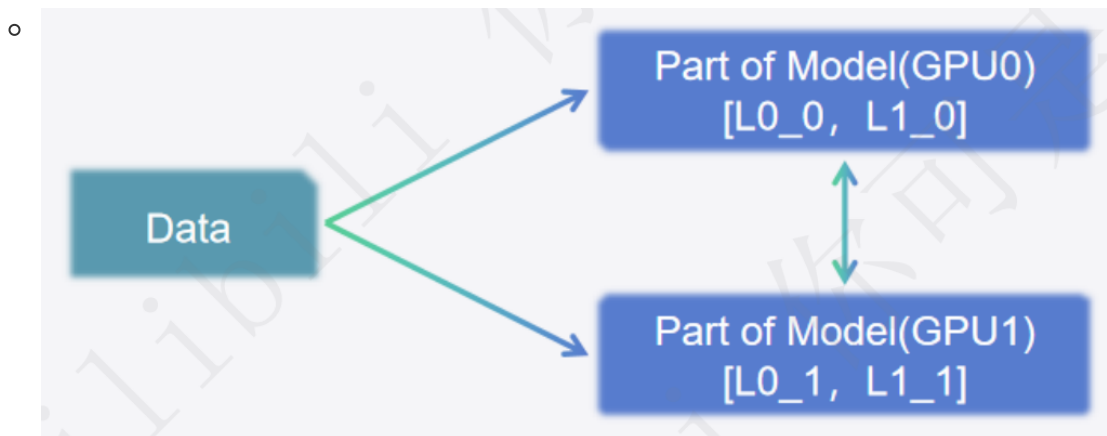 Part of Model(GPU0)
[L0_0, L1_0]
Data
Part of Model(GPU1)
[L0_1, L1_1]